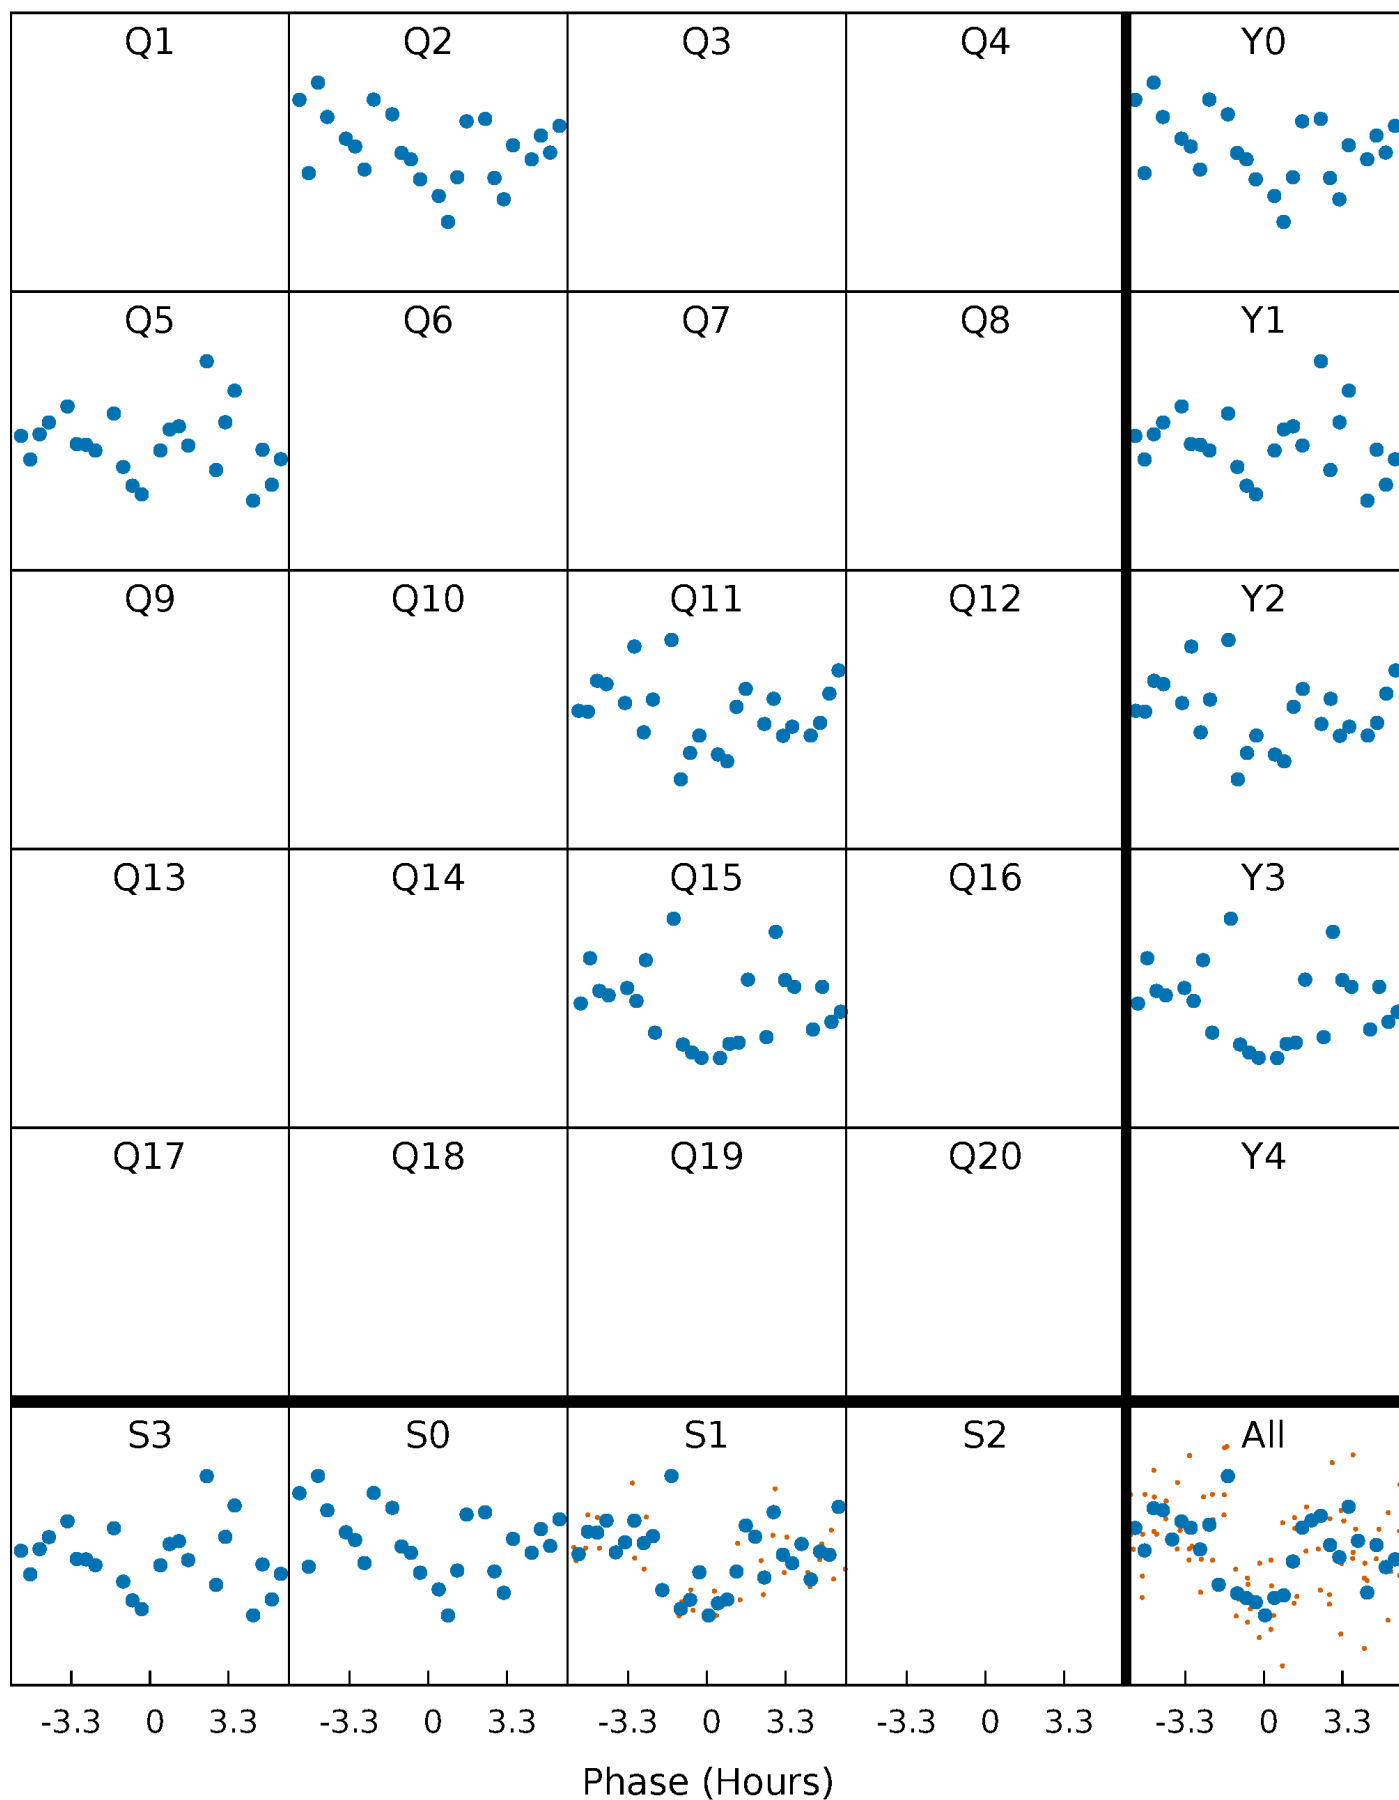 Q1 Q2 Q3 Q4 Y0
Q5 Q6 Q7 Q8 Y1
Q9 Q10 Q11 Q12 Y2
Q13 Q14 Q15 Q16 Y3
Q17 Q18 Q19 Q20 Y4
S3 S0 S1 S2 All
-3.3 0 3.3 -3.3 0 3.3 -3.3 0 3.3 -3.3 0 3.3 -3.3 0 3.3
Phase (Hours)